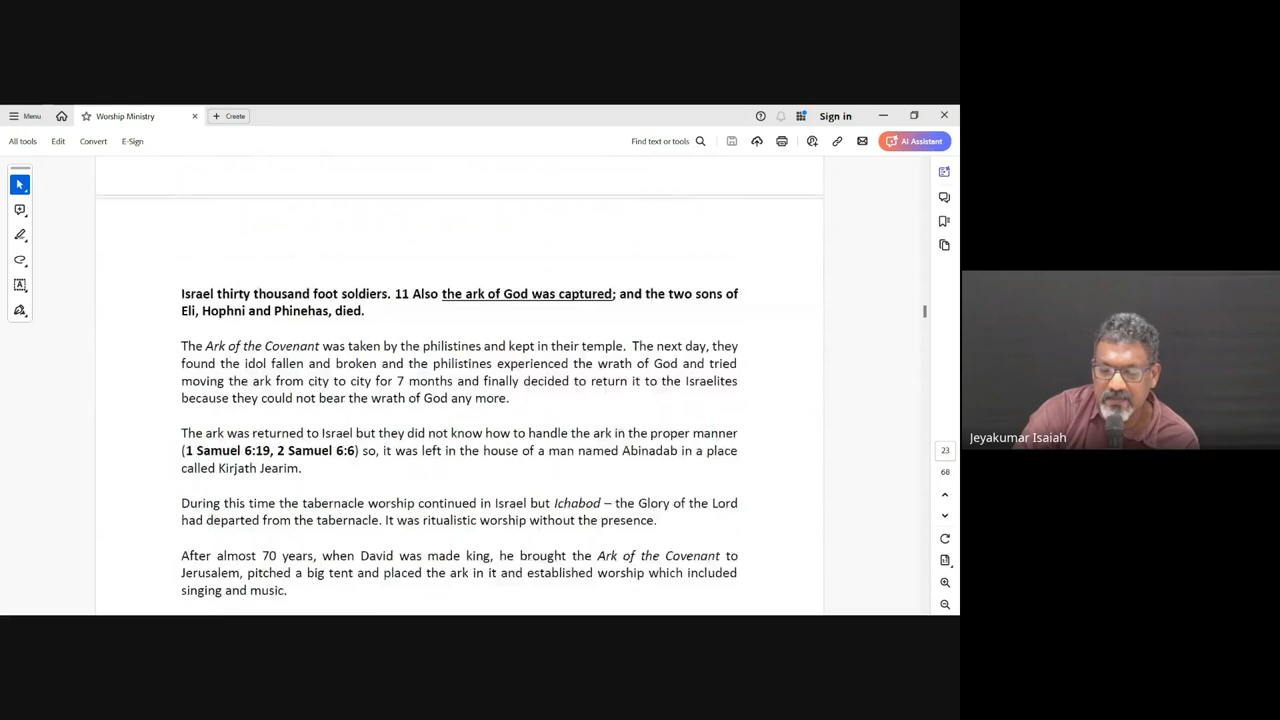 Menu
Worship Ministry
Create
Sign in
All tools
Edit
Convert
E-Sign
Find text or tools
AI Assistant
Israel thirty thousand foot soldiers. 11 Also the ark of God was captured; and the two sons of
Eli, Hophni and Phinehas, died.
The Ark of the Covenant was taken by the philistines and kept in their temple. The next day, they
found the idol fallen and broken and the philistines experienced the wrath of God and tried
moving the ark from city to city for 7 months and finally decided to return it to the Israelites
because they could not bear the wrath of God any more.
The ark was returned to Israel but they did not know how to handle the ark in the proper manner
(1 Samuel 6:19, 2 Samuel 6:6) so, it was left in the house of a man named Abinadab in a place
called Kirjath Jearim.
During this time the tabernacle worship continued in Israel but Ichabod – the Glory of the Lord
had departed from the tabernacle. It was ritualistic worship without the presence.
After almost 70 years, when David was made king, he brought the Ark of the Covenant to
Jerusalem, pitched a big tent and placed the ark in it and established worship which included
singing and music.
23
68
Jeyakumar Isaiah